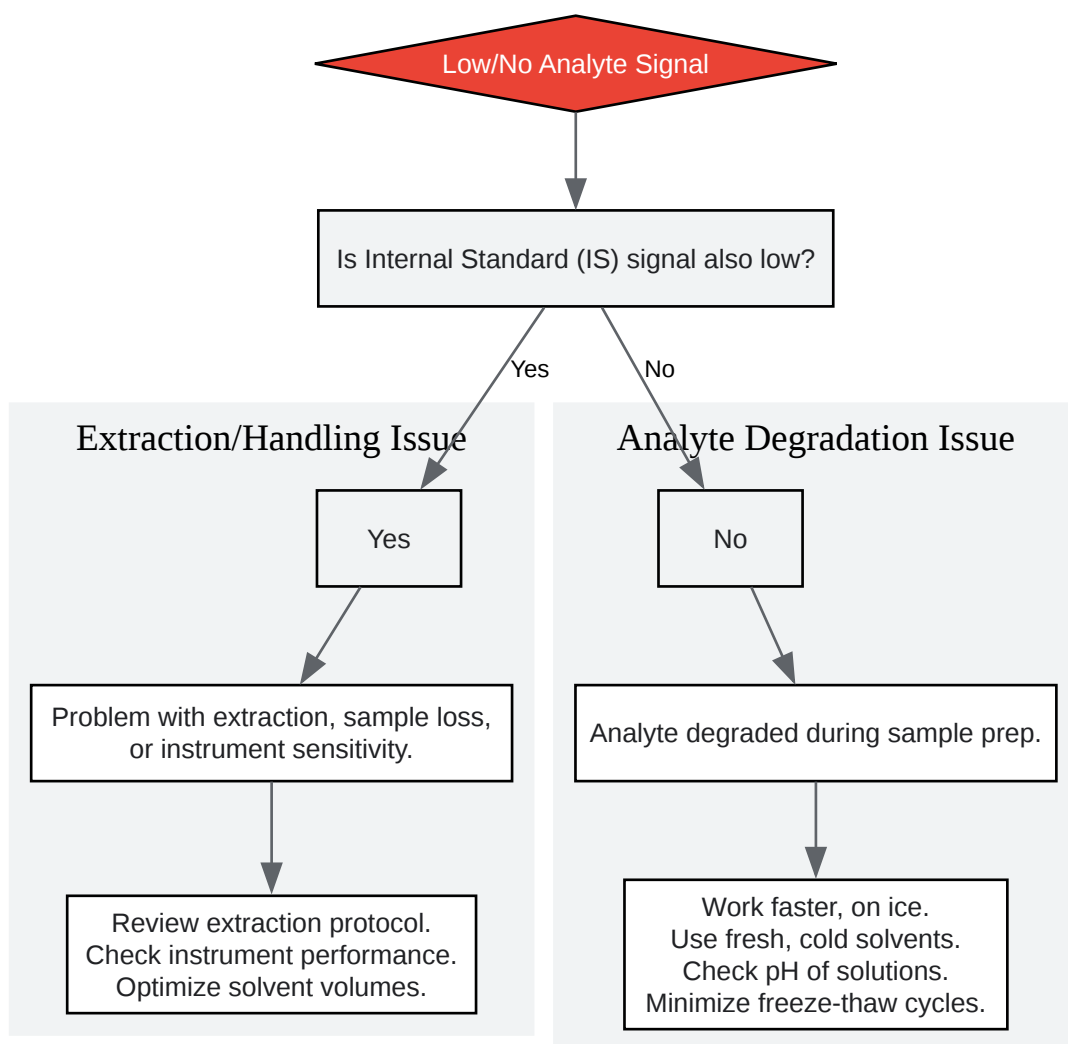 Low/No Analyte Signal
Is Internal Standard (IS) signal also low?
Yes
No
Extraction/Handling Issue
Analyte Degradation Issue
Yes
No
Problem with extraction, sample loss,
or instrument sensitivity.
Analyte degraded during sample prep.
Review extraction protocol.
Check instrument performance.
Optimize solvent volumes.
Work faster, on ice.
Use fresh, cold solvents.
Check pH of solutions.
Minimize freeze-thaw cycles.